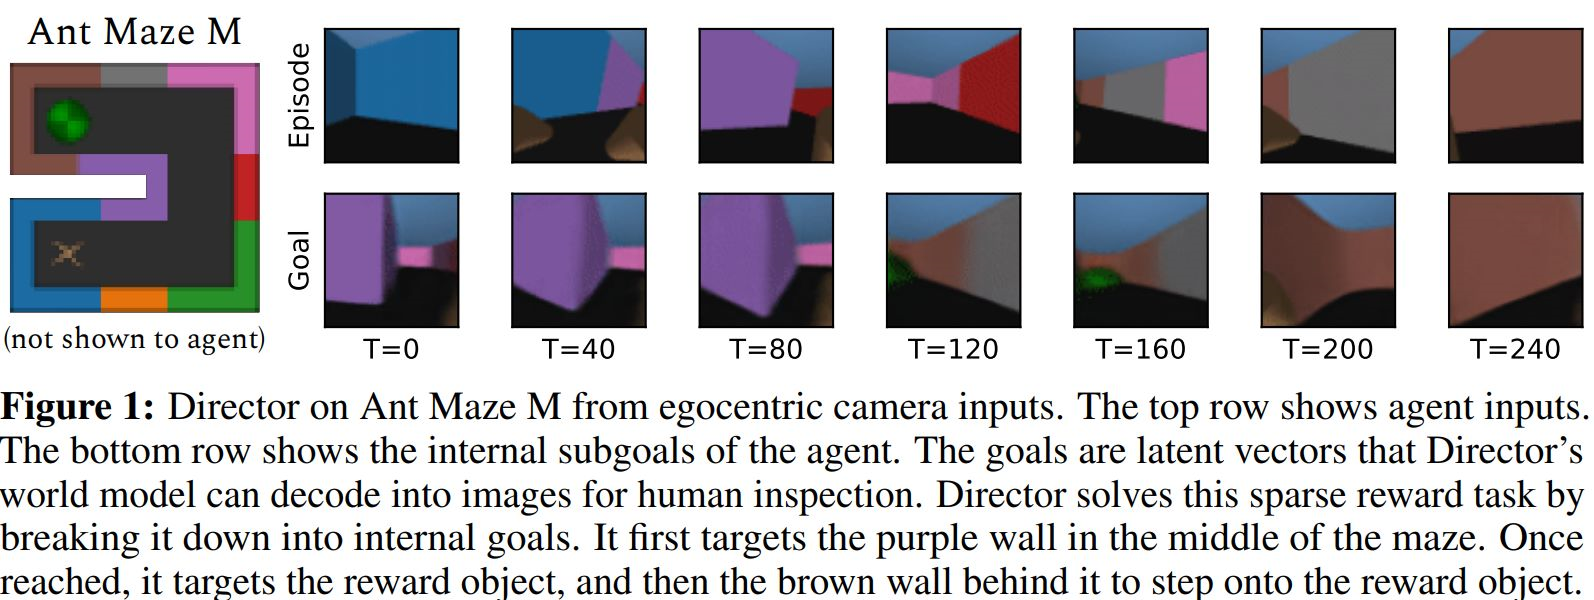 Ant Maze M
(not shown to agent)
Episode
Goal
T=0
T=40
T=80
T=120
T=160
T=200
T=240
Figure 1: Director on Ant Maze M from egocentric camera inputs. The top row shows agent inputs.
The bottom row shows the internal subgoals of the agent. The goals are latent vectors that Director’s
world model can decode into images for human inspection. Director solves this sparse reward task by
breaking it down into internal goals. It first targets the purple wall in the middle of the maze. Once
reached, it targets the reward object, and then the brown wall behind it to step onto the reward object.